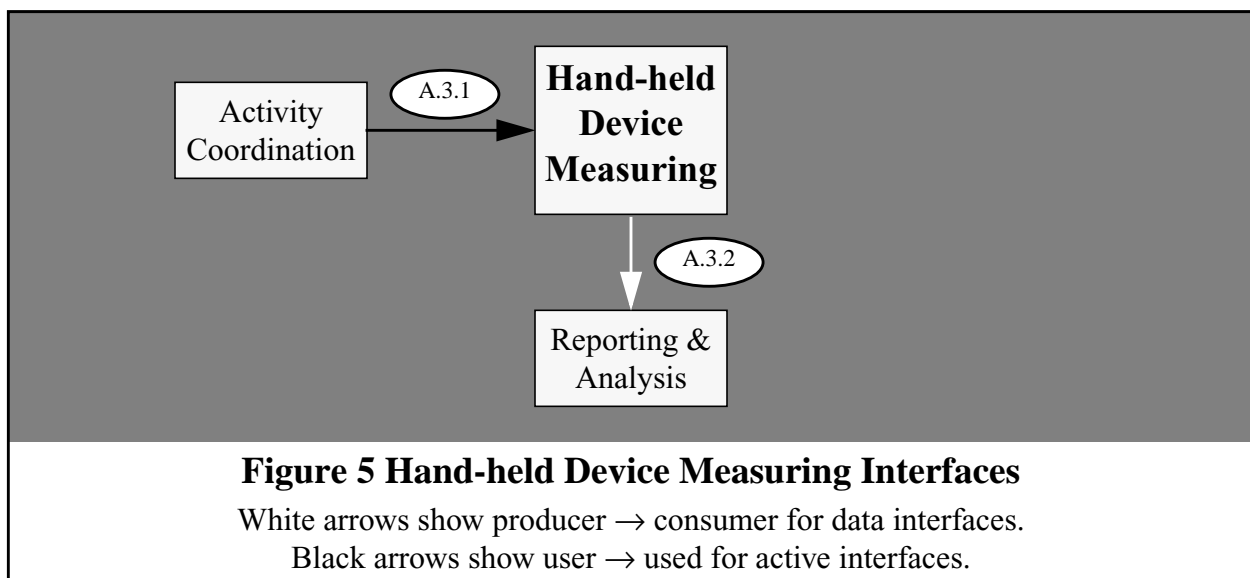 Activity
Coordination
A.3.1
Hand-held
Device
Measuring
A.3.2
Reporting &
Analysis
Figure 5 Hand-held Device Measuring Interfaces
White arrows show producer → consumer for data interfaces.
Black arrows show user → used for active interfaces.